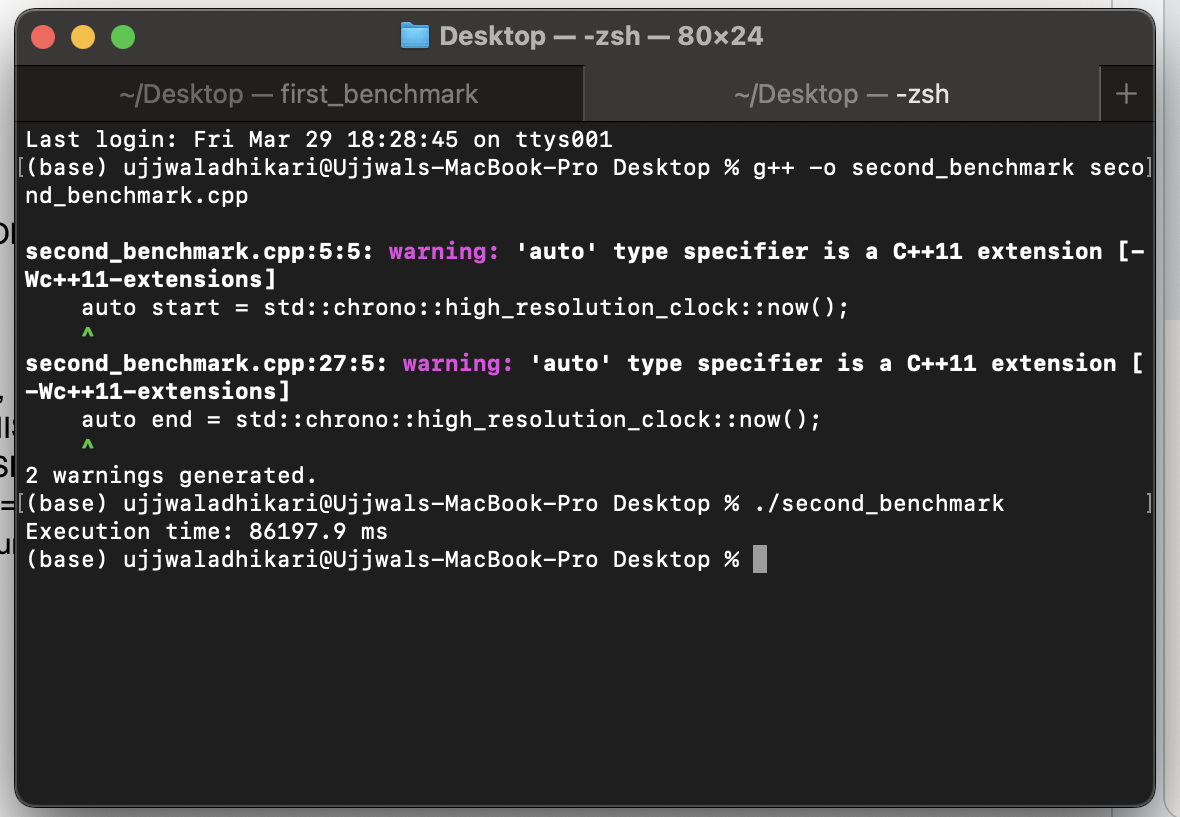 Desktop — -zsh — 80×24
~/Desktop — first_benchmark
~/Desktop — -zsh
+
Last login: Fri Mar 29 18:28:45 on ttys001
[(base) ujjwaladhikari@Ujjwals-MacBook-Pro Desktop % g++ -o second_benchmark seco]
nd_benchmark.cpp
second_benchmark.cpp:5:5: warning: 'auto' type specifier is a C++11 extension [-
Wc++11-extensions]
    auto start = std::chrono::high_resolution_clock::now();
    ^
second_benchmark.cpp:27:5: warning: 'auto' type specifier is a C++11 extension [
-Wc++11-extensions]
    auto end = std::chrono::high_resolution_clock::now();
    ^
2 warnings generated.
[(base) ujjwaladhikari@Ujjwals-MacBook-Pro Desktop % ./second_benchmark ]
Execution time: 86197.9 ms
(base) ujjwaladhikari@Ujjwals-MacBook-Pro Desktop %